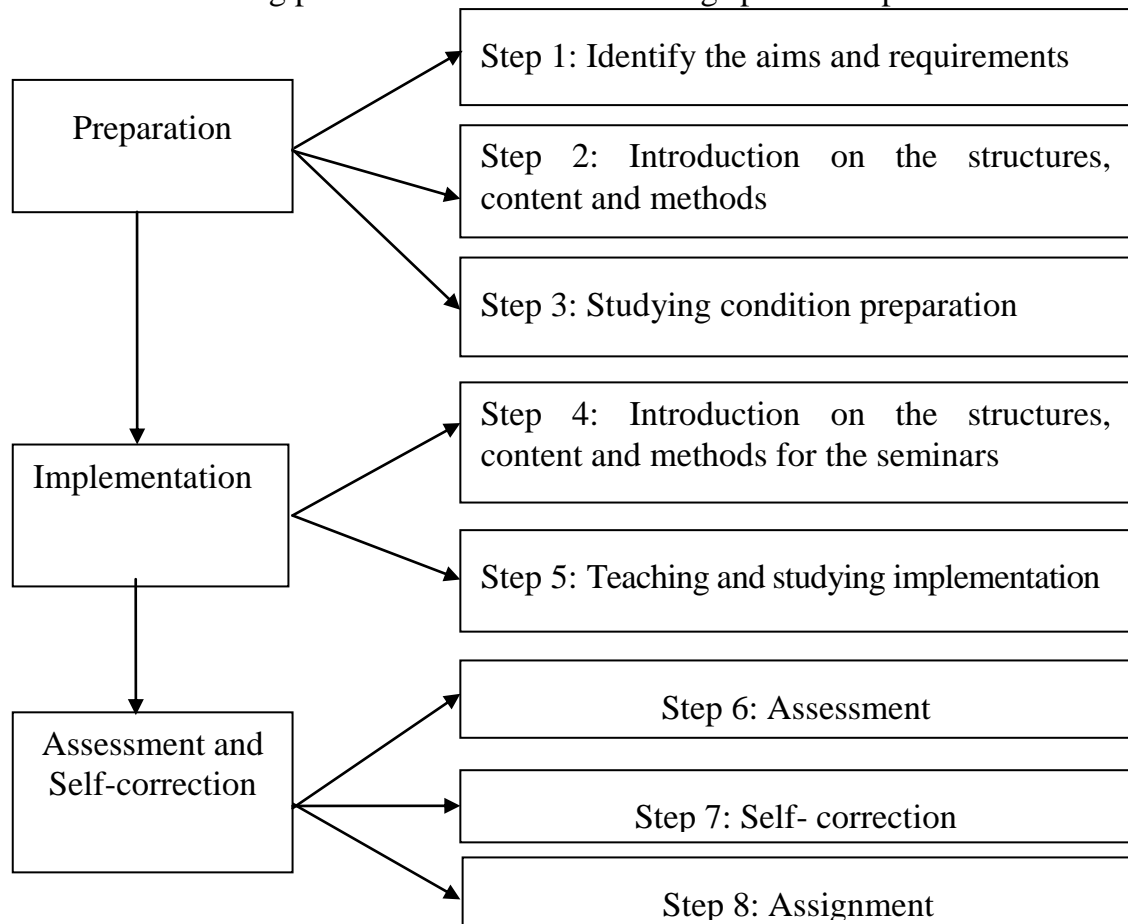 Step 1: Identify the aims and requirements
Preparation
Step 2: Introduction on the structures,
content and methods
Step 3: Studying condition preparation
Step 4: Introduction on the structures,
content and methods for the seminars
Implementation
Step 5: Teaching and studying implementation
Step 6: Assessment
Assessment and
Self-correction
Step 7: Self- correction
Step 8: Assignment